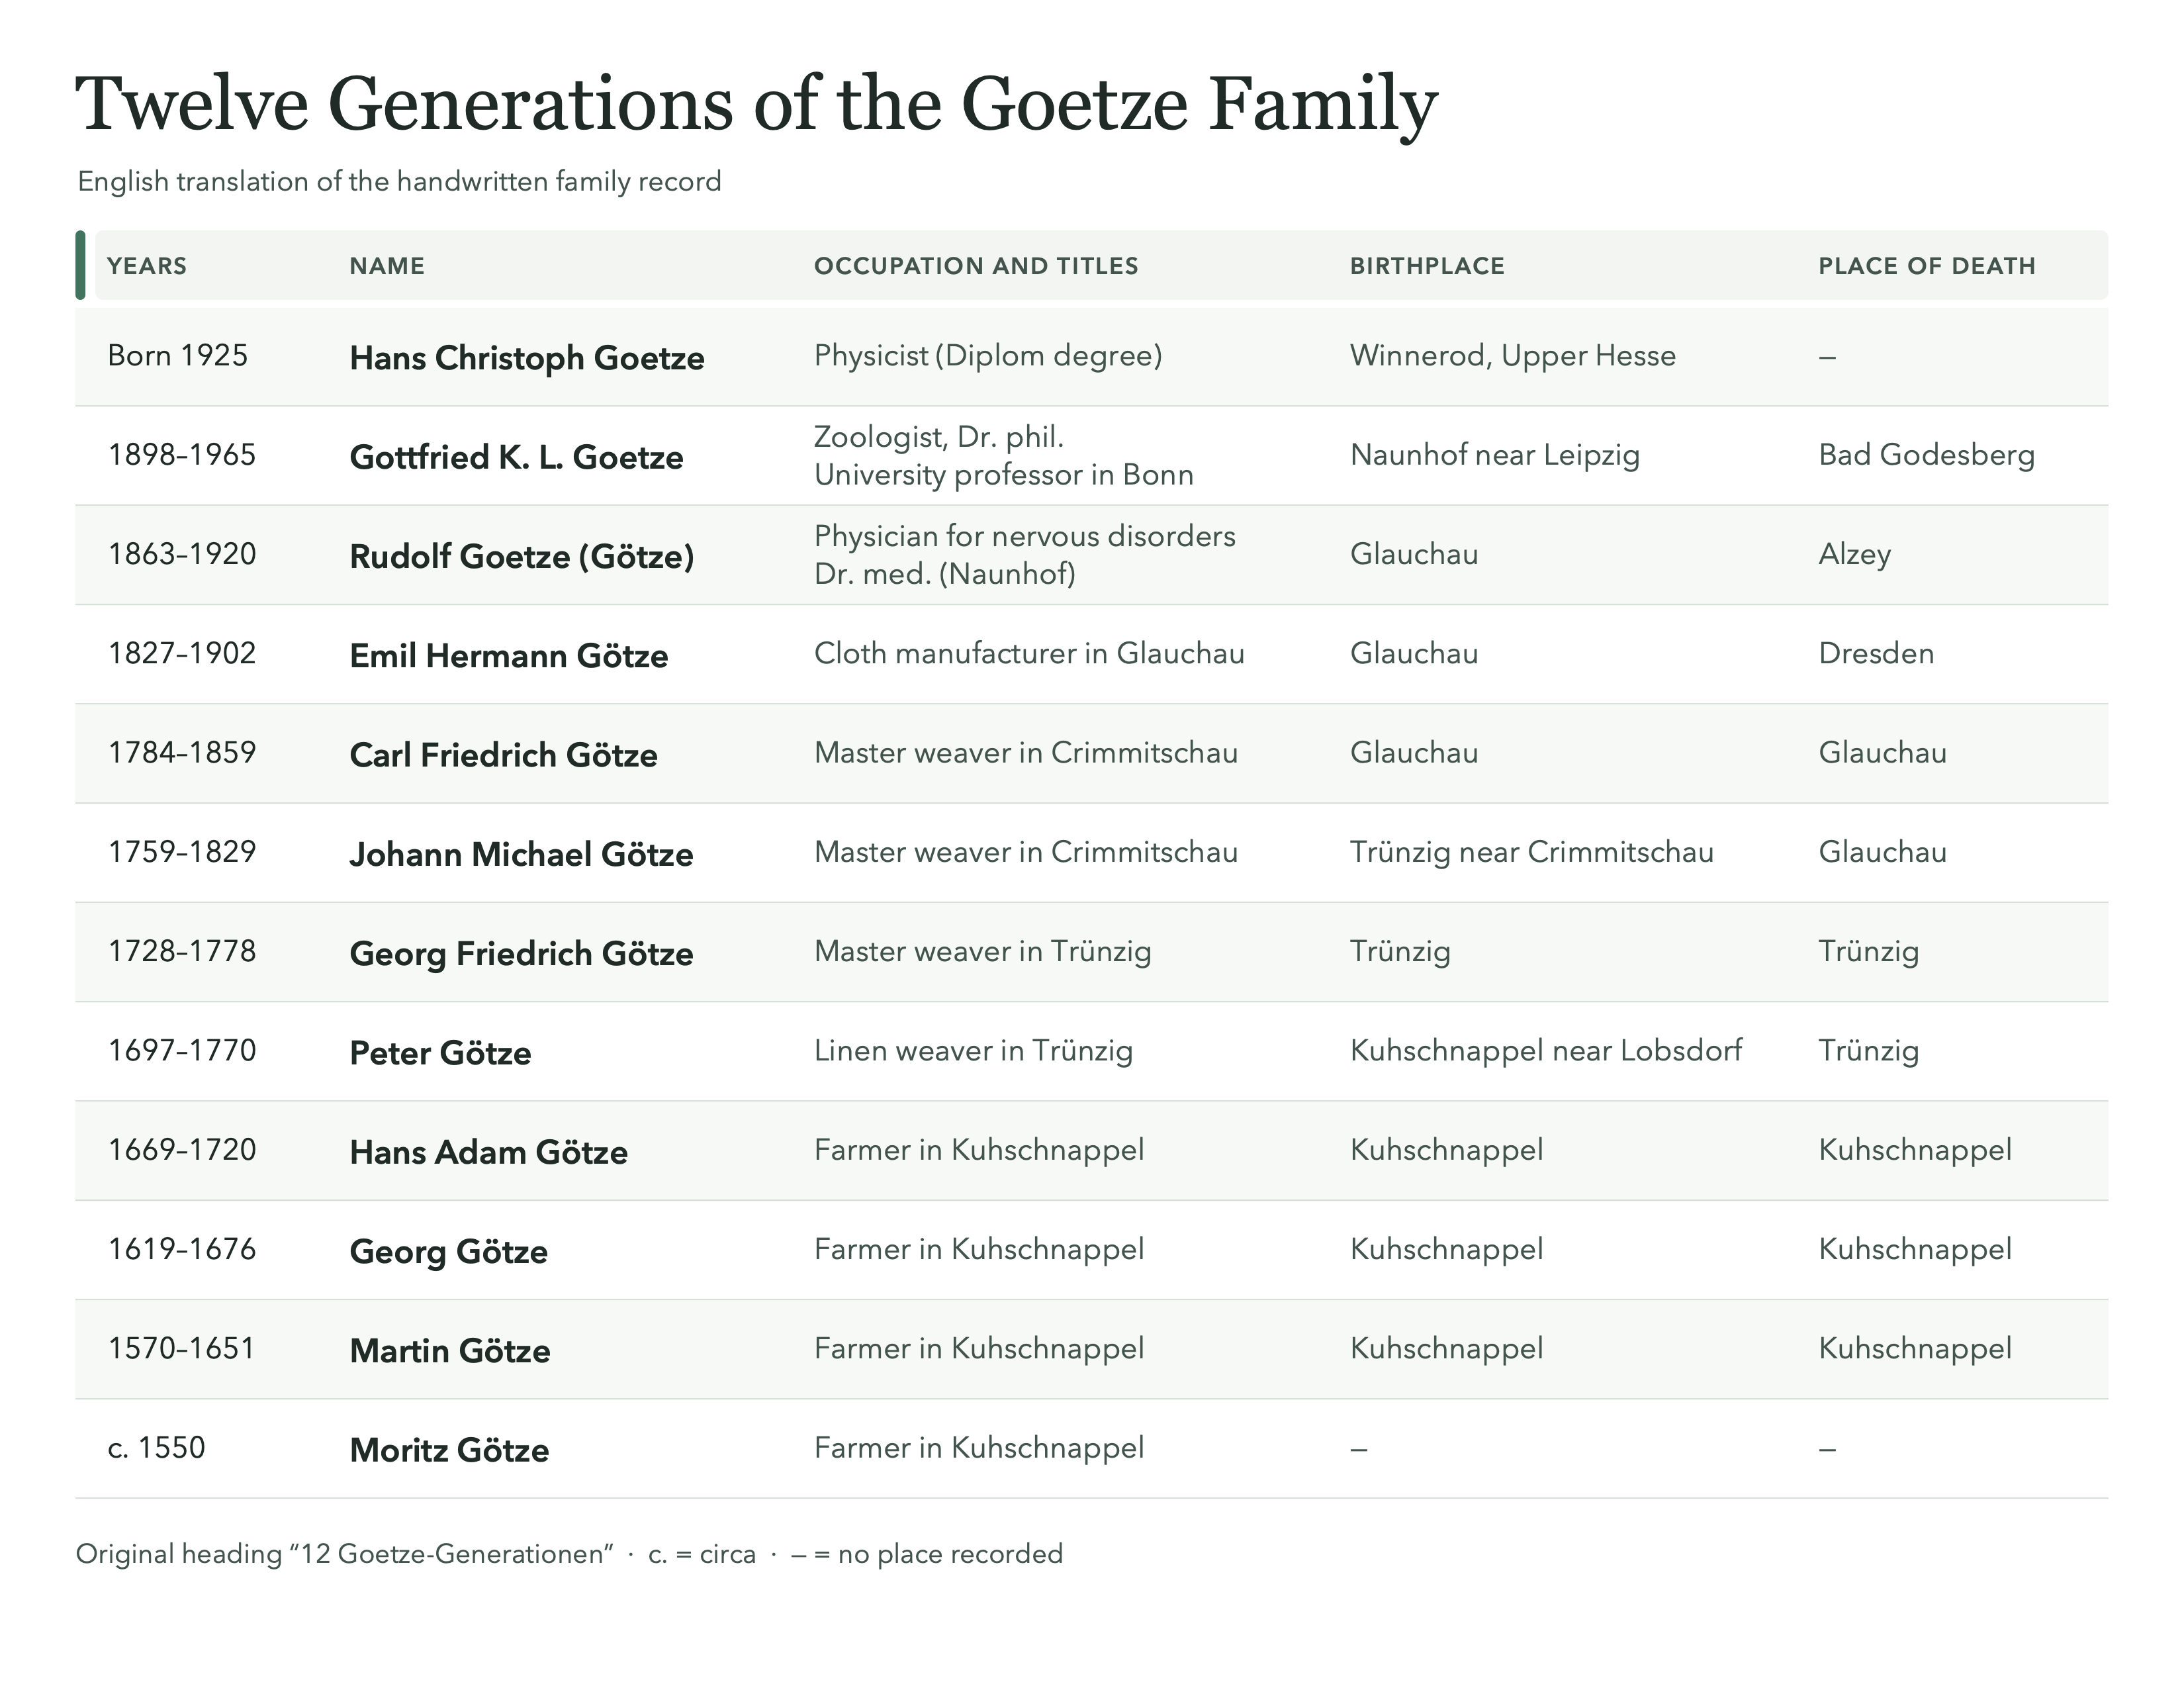 Twelve Generations of the Goetze Family
English translation of the handwritten family record
YEARS NAME OCCUPATION AND TITLES BIRTHPLACE PLACE OF DEATH
Born 1925 Hans Christoph Goetze Physicist (Diplom degree) Winnerod, Upper Hesse –
1898–1965 Gottfried K. L. Goetze Zoologist, Dr. phil.
University professor in Bonn Naunhof near Leipzig Bad Godesberg
1863–1920 Rudolf Goetze (Götze) Physician for nervous disorders
Dr. med. (Naunhof) Glauchau Alzey
1827–1902 Emil Hermann Götze Cloth manufacturer in Glauchau Glauchau Dresden
1784–1859 Carl Friedrich Götze Master weaver in Crimmitschau Glauchau Glauchau
1759–1829 Johann Michael Götze Master weaver in Crimmitschau Trünzig near Crimmitschau Glauchau
1728–1778 Georg Friedrich Götze Master weaver in Trünzig Trünzig Trünzig
1697–1770 Peter Götze Linen weaver in Trünzig Kuhschnappel near Lobsdorf Trünzig
1669–1720 Hans Adam Götze Farmer in Kuhschnappel Kuhschnappel Kuhschnappel
1619–1676 Georg Götze Farmer in Kuhschnappel Kuhschnappel Kuhschnappel
1570–1651 Martin Götze Farmer in Kuhschnappel Kuhschnappel Kuhschnappel
c. 1550 Moritz Götze Farmer in Kuhschnappel – –
Original heading “12 Goetze-Generationen” · c. = circa · – = no place recorded